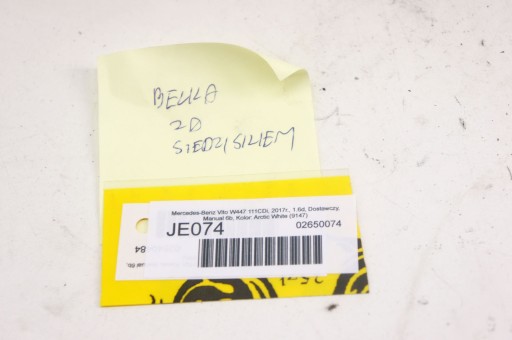 BELKA
ZD
SIEDZISKIEM
Mercedes-Benz Vito W447 111CDi, 2017r., 1.6d, Dostawczy,
Manual 6b, Kolor: Arctic White (9147)
JE074 02650074